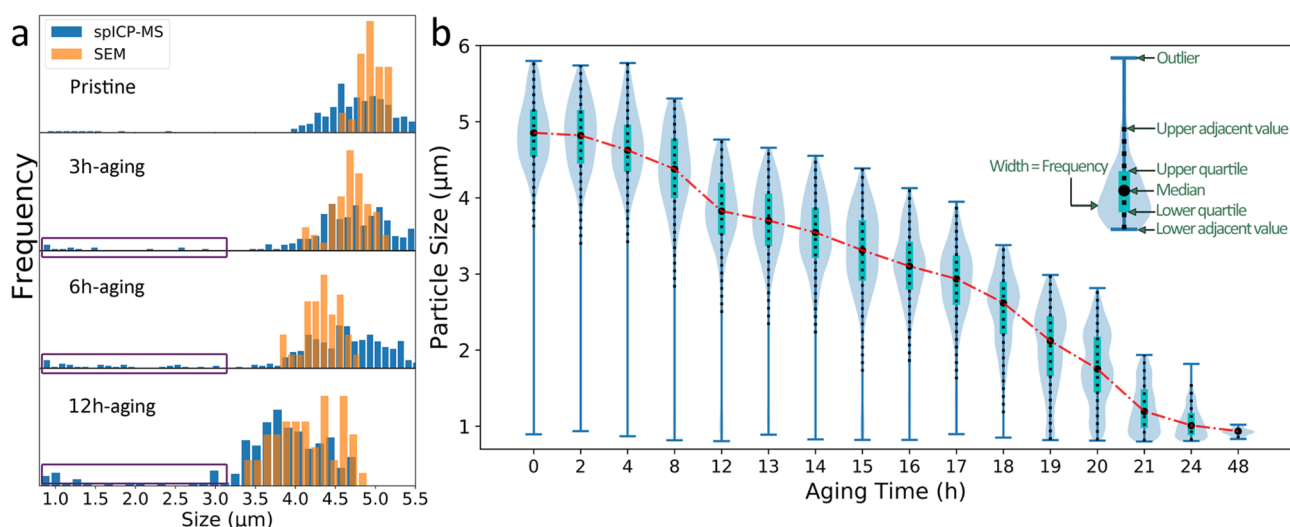 a
spICP-MS
SEM
Pristine
3h-aging
6h-aging
12h-aging
Frequency
1.0 1.5 2.0 2.5 3.0 3.5 4.0 4.5 5.0 5.5
Size (μm)
b
6
5
4
3
2
1
Particle Size (μm)
Outlier
Upper adjacent value
Width = Frequency
Upper quartile
Median
Lower quartile
Lower adjacent value
0 2 4 8 12 13 14 15 16 17 18 19 20 21 24 48
Aging Time (h)